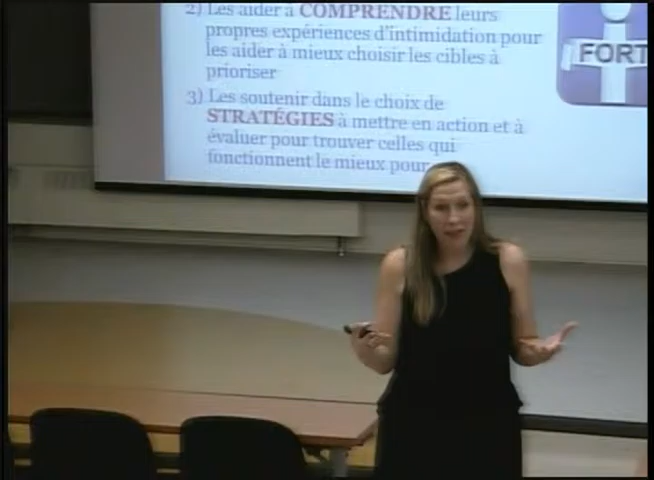 2) Les aider à COMPRENDRE leurs
propres expériences d'intimidation pour
les aider à mieux choisir les cibles à
prioriser
3) Les soutenir dans le choix de
STRATÉGIES à mettre en action et à
évaluer pour trouver celles qui
fonctionnent le mieux pour
FORT